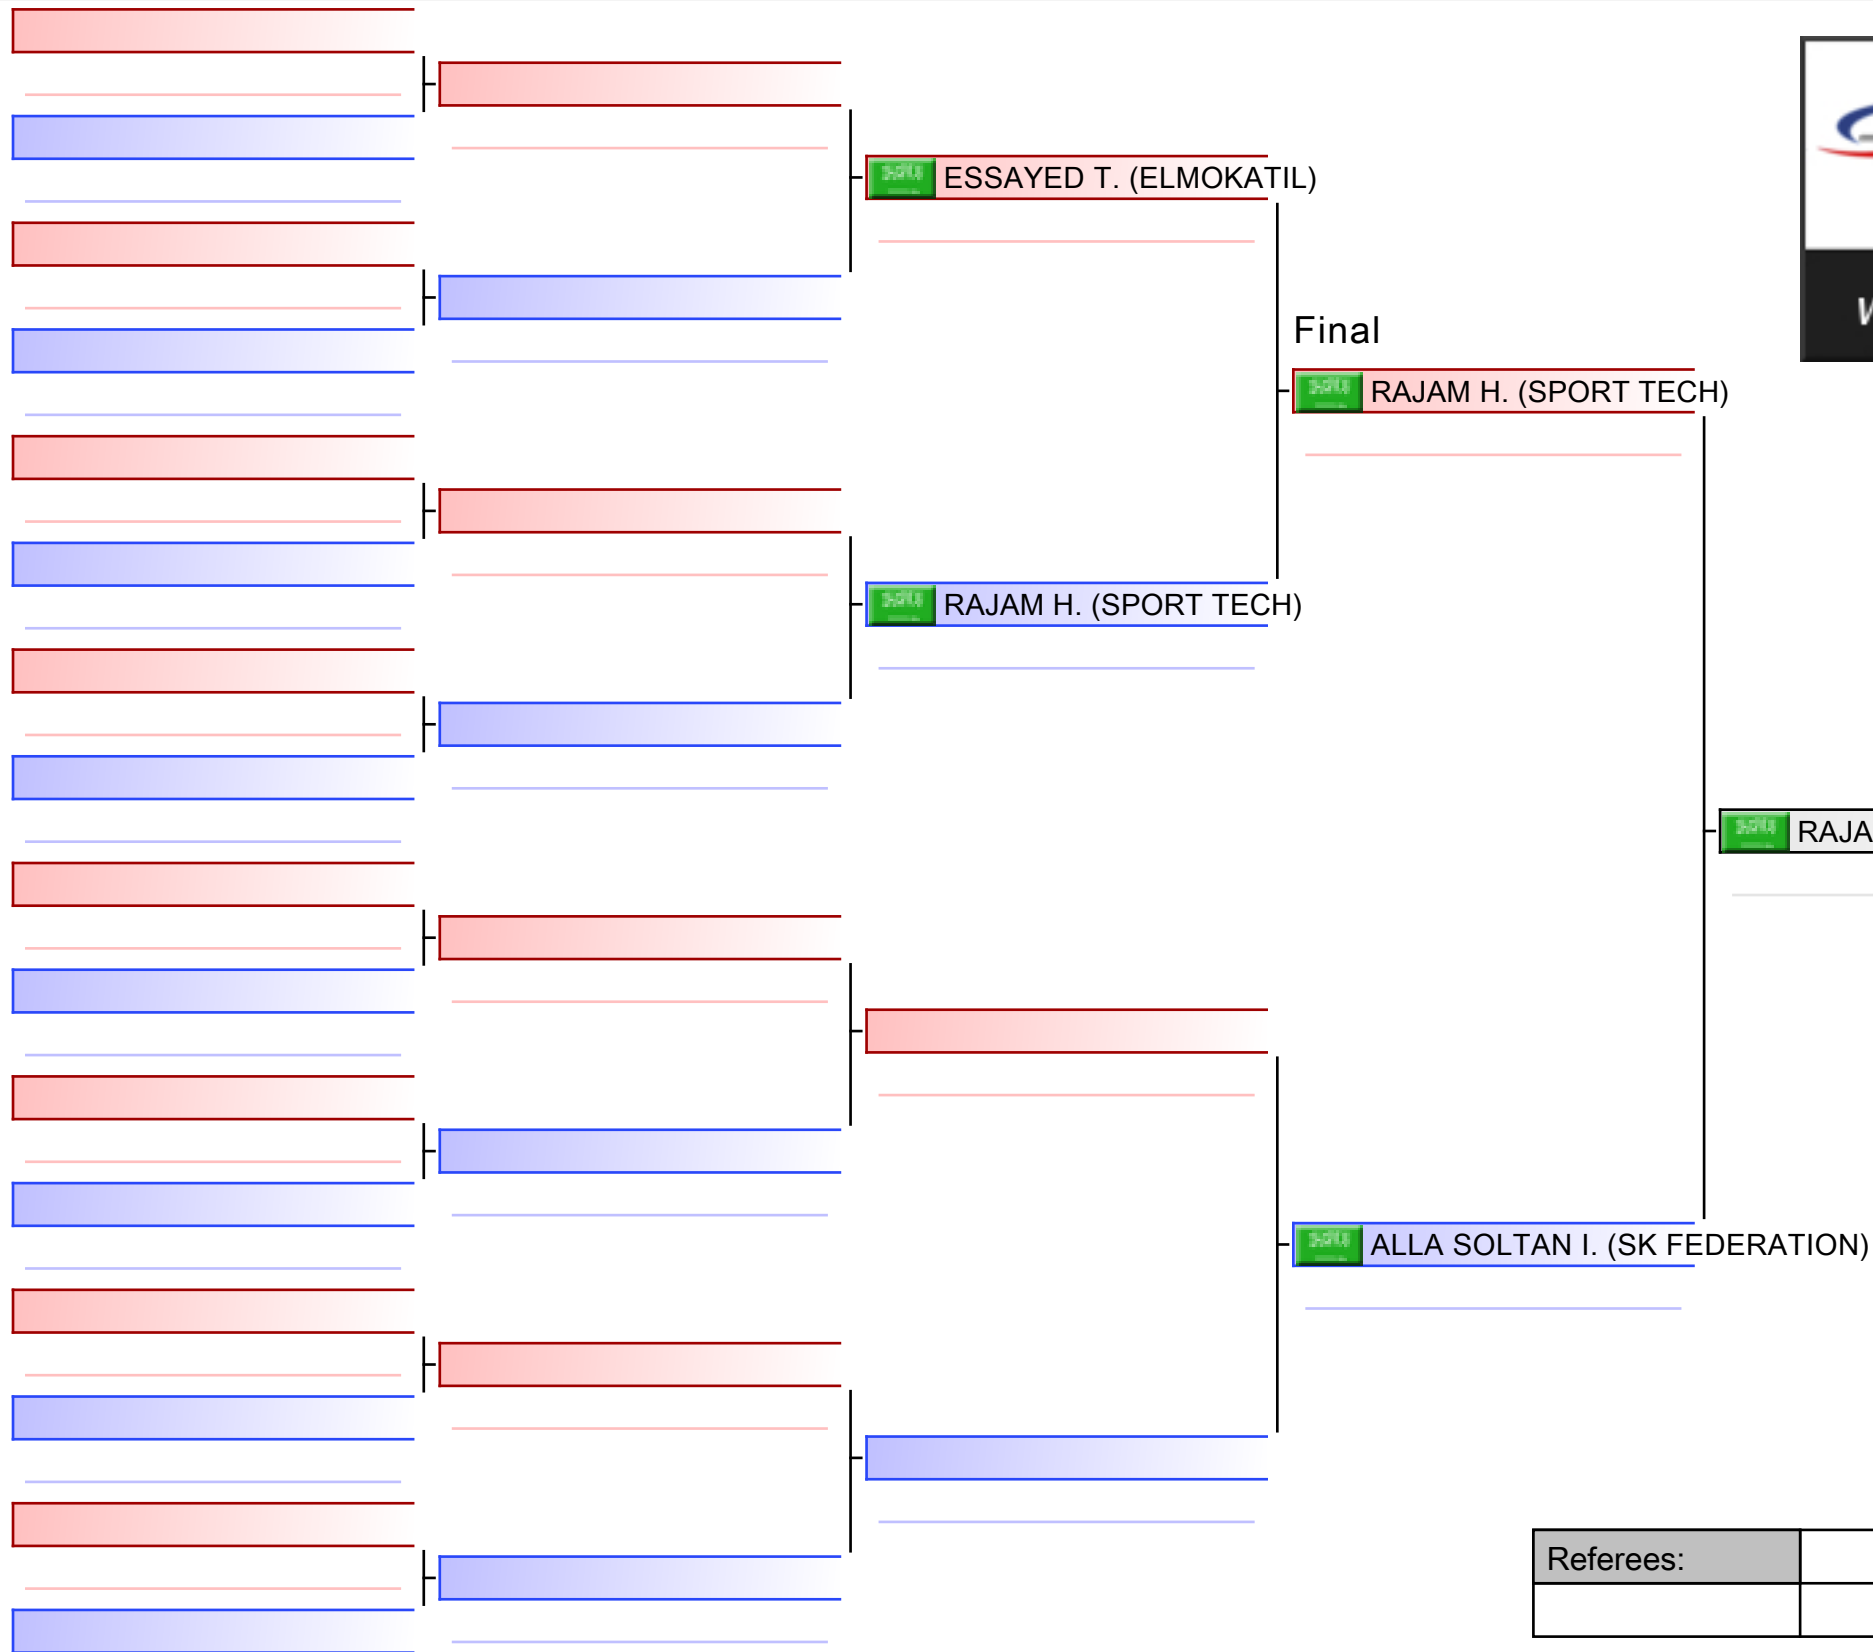 ESSAYED T. (ELMOKATIL)
Final
RAJAM H. (SPORT TECH)
RAJAM H. (SPORT TECH)
RAJA
ALLA SOLTAN I. (SK FEDERATION)
Referees: